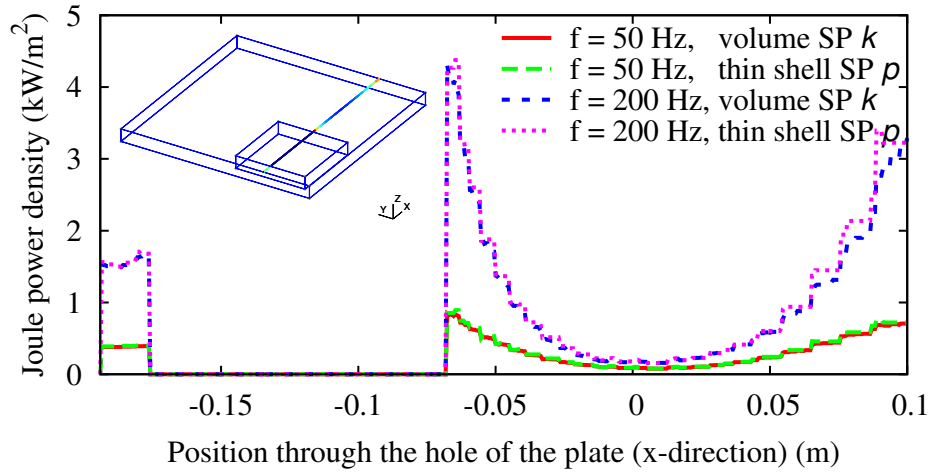 Joule power density (kW/m²)
5
4
3
2
1
0
f = 50 Hz, volume SP k
f = 50 Hz, thin shell SP p
f = 200 Hz, volume SP k
f = 200 Hz, thin shell SP p
Z
Y X
-0.15 -0.1 -0.05 0 0.05 0.1
Position through the hole of the plate (x-direction) (m)